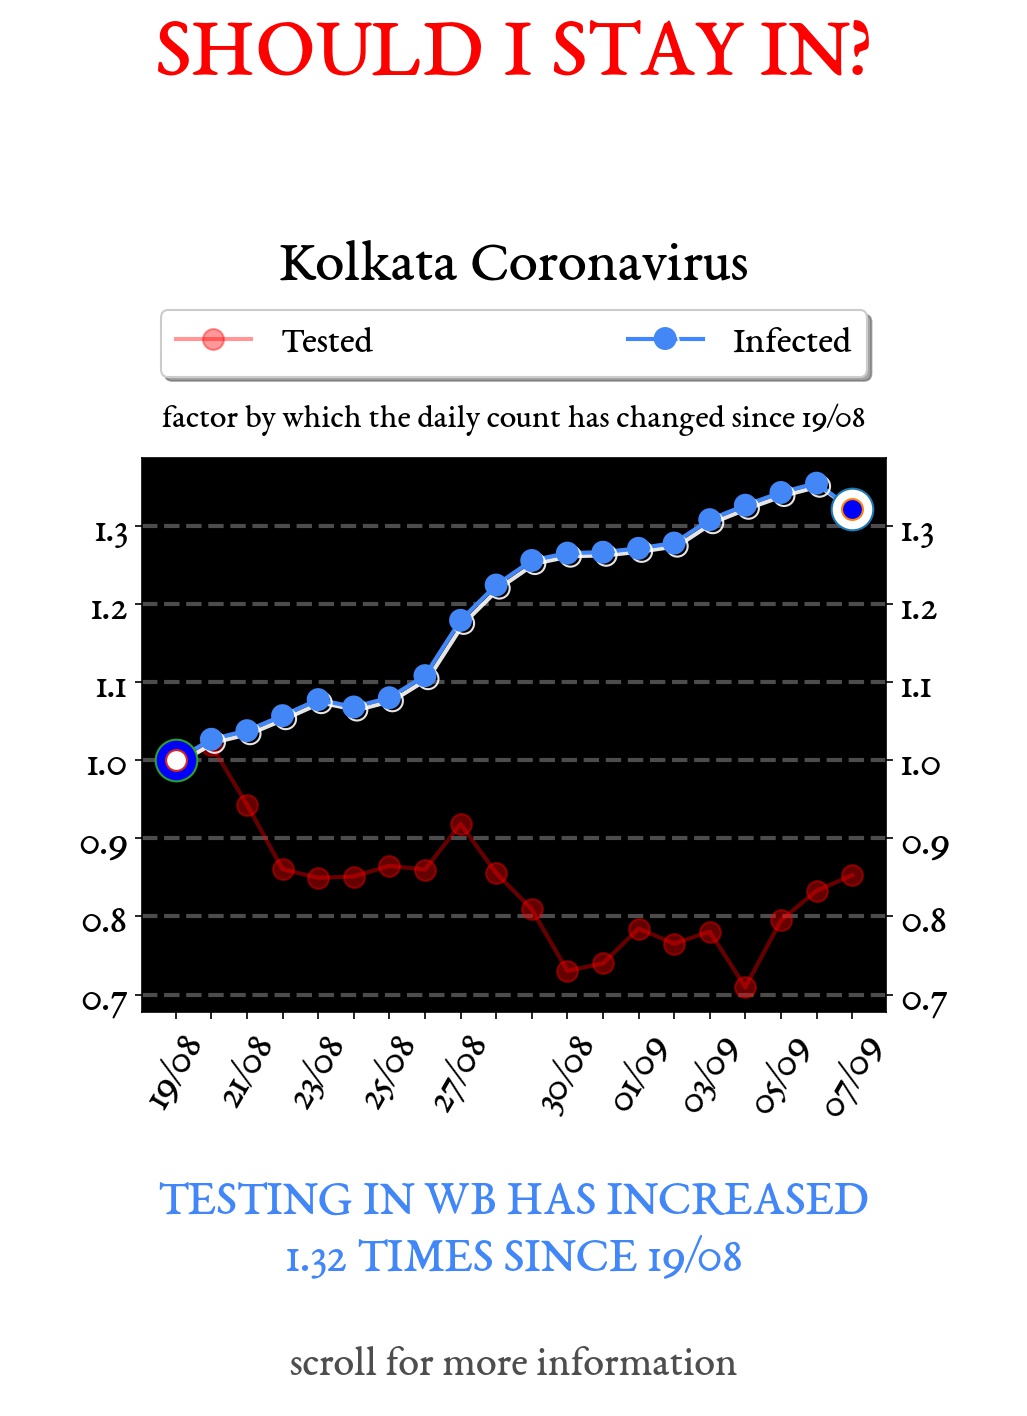 SHOULD I STAY IN?
Kolkata Coronavirus
Tested Infected
factor by which the daily count has changed since 19/08
1.3 1.3
1.2 1.2
1.1 1.1
1.0 1.0
0.9 0.9
0.8 0.8
0.7 0.7
19/08 21/08 23/08 25/08 27/08 30/08 01/09 03/09 05/09 07/09
TESTING IN WB HAS INCREASED
1.32 TIMES SINCE 19/08
scroll for more information